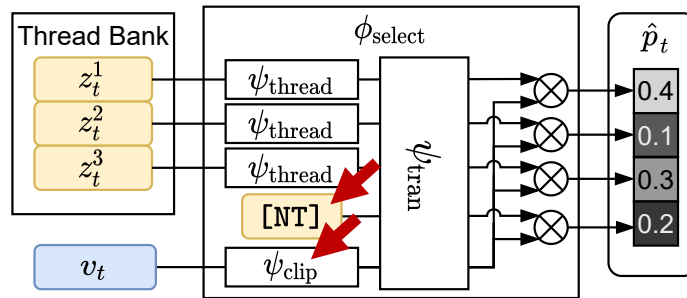 Thread Bank
z_t^1
z_t^2
z_t^3
v_t
ϕ_select
ψ_thread
ψ_thread
ψ_thread
[NT]
ψ_clip
ψ_tran
p̂_t
0.4
0.1
0.3
0.2